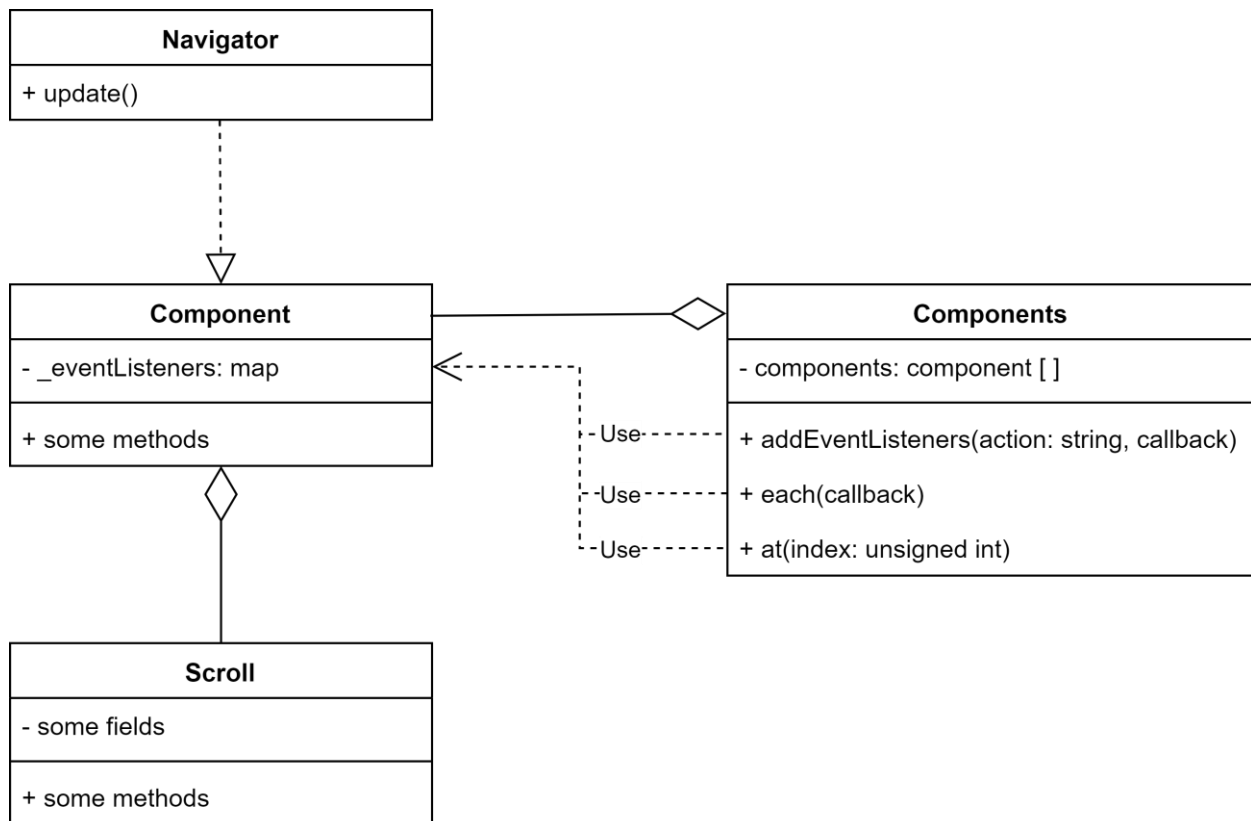 Navigator
+ update()
Component
- _eventListeners: map
+ some methods
Components
- components: component [ ]
+ addEventListeners(action: string, callback)
+ each(callback)
+ at(index: unsigned int)
Use
Use
Use
Scroll
- some fields
+ some methods